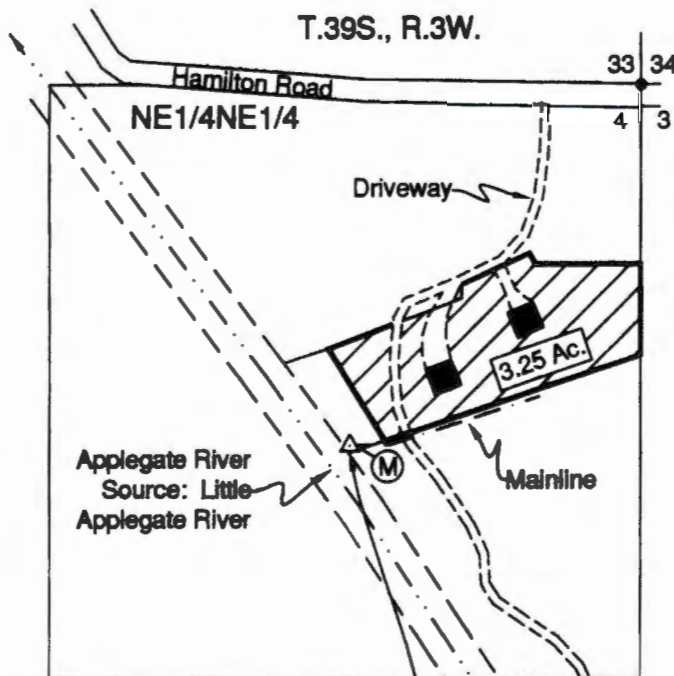 T.39S., R.3W.
33 34
Hamilton Road
4 3
NE1/4NE1/4
Driveway
3.25 Ac.
Applegate River
Source: Little
Applegate River
M
Mainline